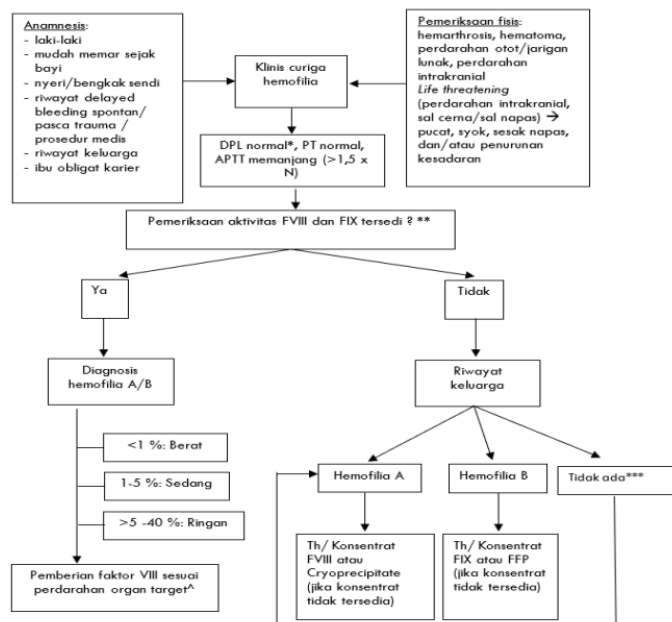 Anamnesis:
- laki-laki
- mudah memar sejak
bayi
- nyeri/bengkak sendi
- riwayat delayed
bleeding spontan/
pasca trauma /
prosedur medis
- riwayat keluarga
- ibu obligat karier
Klinis curiga
hemofilia
Pemeriksaan fisis:
hemarthrosis, hematoma,
perdarahan otot/jarigan
lunak, perdarahan
intrakranial
Life threatening
(perdarahan intrakranial,
sal cerna/sal napas) →
pucat, syok, sesak napas,
dan/atau penurunan
kesadaran
DPL normal*, PT normal,
APTT memanjang (>1,5 x
N)
Pemeriksaan aktivitas FVIII dan FIX tersedi ? **
Ya
Tidak
Diagnosis
hemofilia A/B
Riwayat
keluarga
<1 %: Berat
1-5 %: Sedang
>5 -40 %: Ringan
Hemofilia A
Hemofilia B
Tidak ada***
Pemberian faktor VIII sesuai
perdarahan organ target^
Th/ Konsentrat
FVIII atau
Cryoprecipitate
(jika konsentrat
tidak tersedia)
Th/ Konsentrat
FIX atau FFP
(jika konsentrat
tidak tersedia)